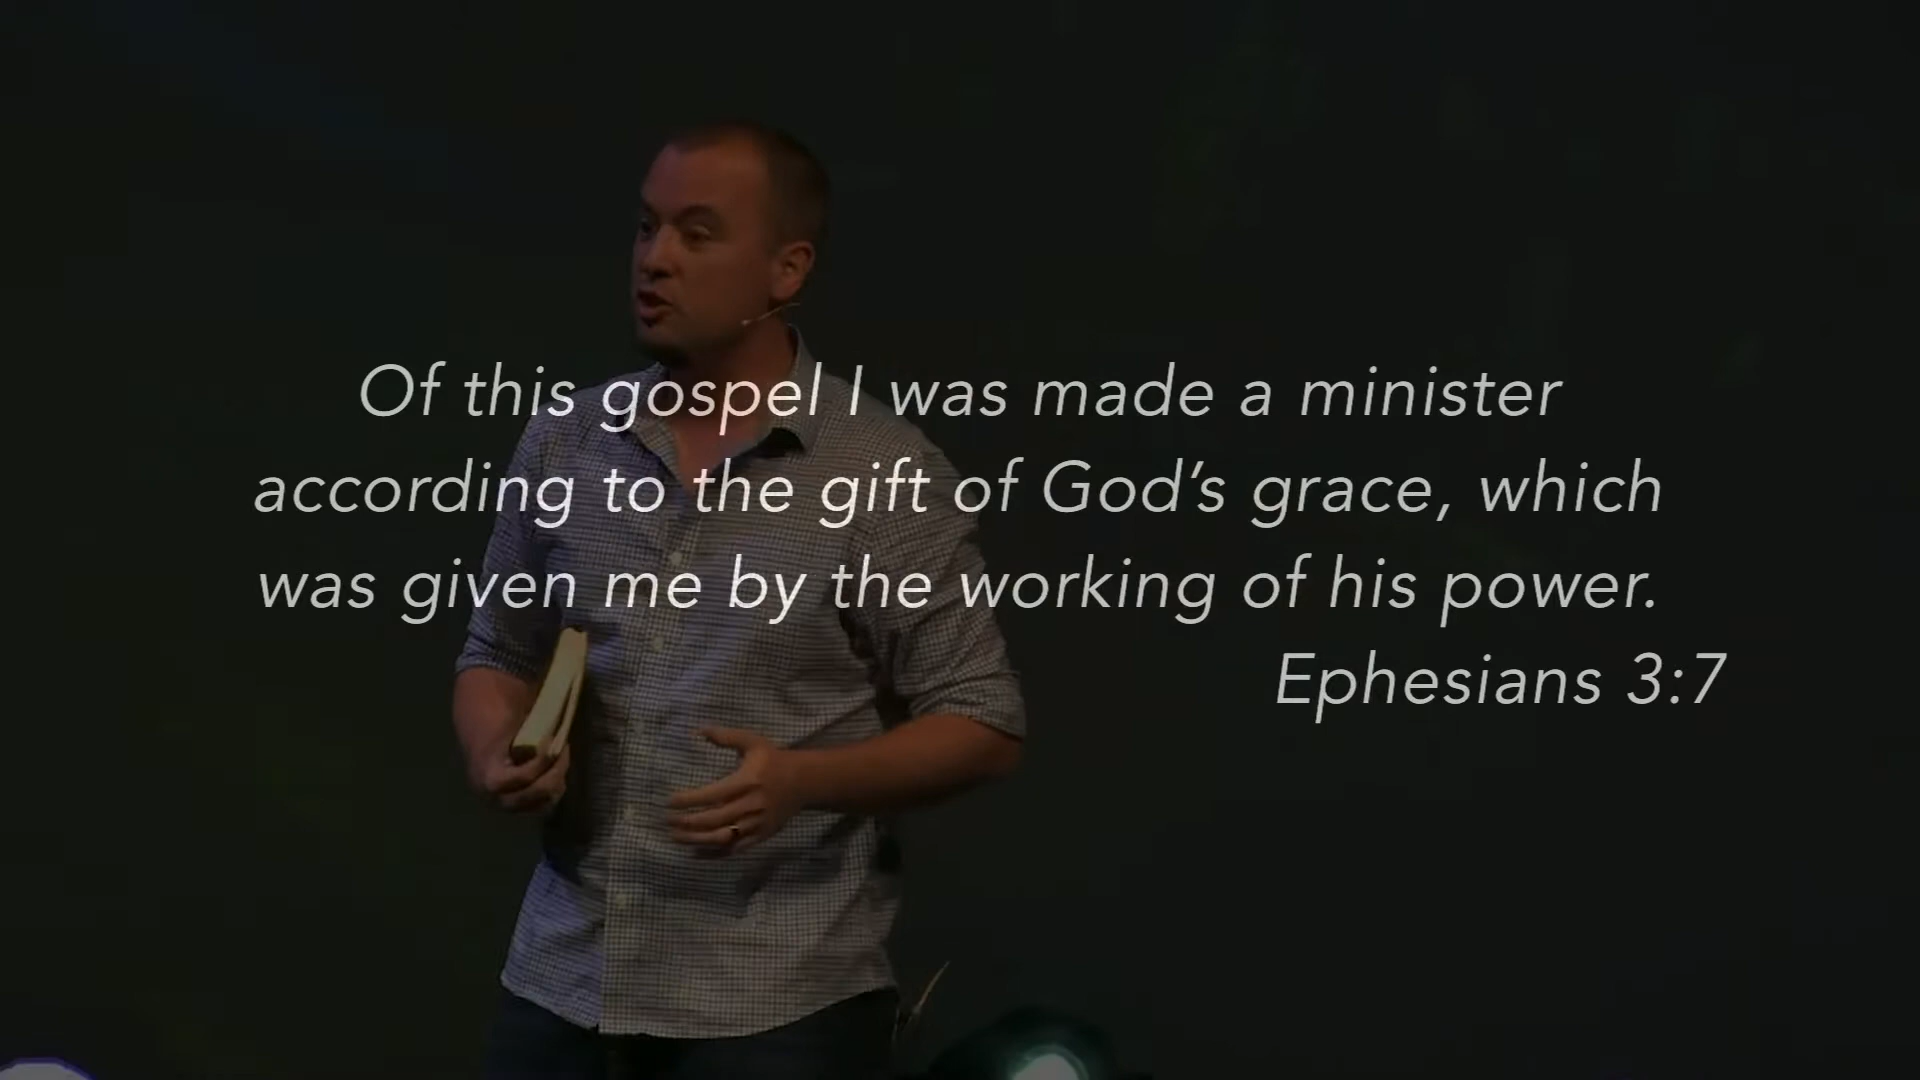 Of this gospel I was made a minister
according to the gift of God’s grace, which
was given me by the working of his power.
Ephesians 3:7